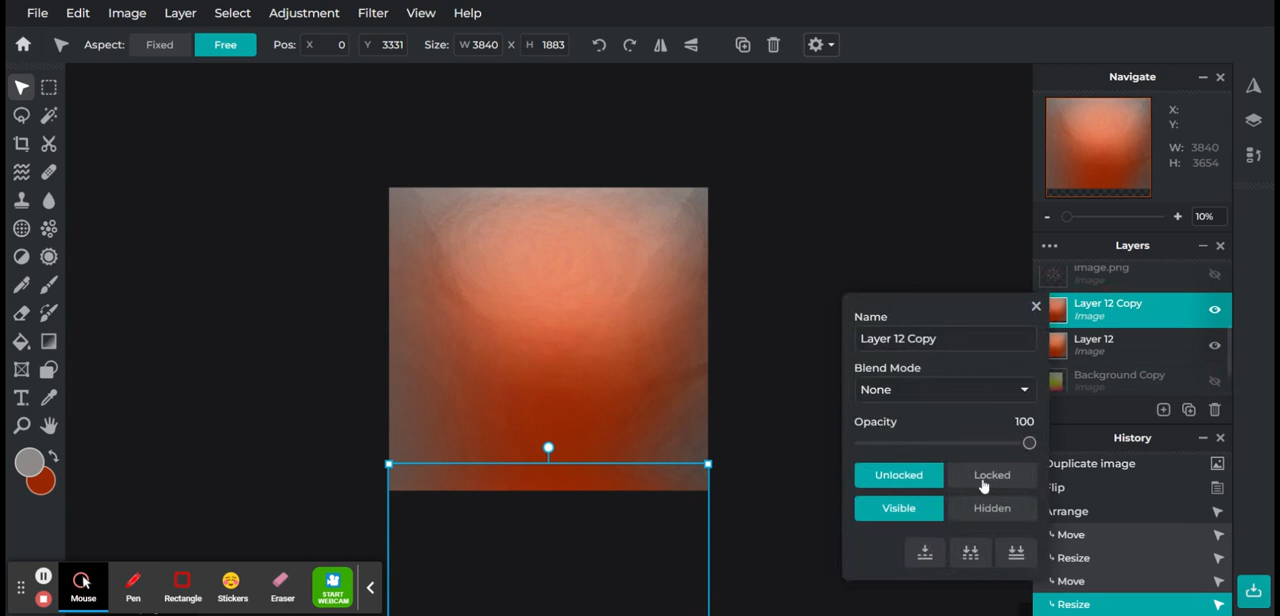 File Edit Image Layer Select Adjustment Filter View Help
Aspect: Fixed Free Pos: X 0 Y 3331 Size: W 3840 X H 1883
Navigate
X:
Y:
W: 3840
H: 3654
- + 10%
Layers
image.png
Image
Layer 12 Copy
Image
Layer 12
Image
Background Copy
Image
Name
Layer 12 Copy
Blend Mode
None
Opacity 100
Unlocked Locked
Visible Hidden
History
Duplicate image
Flip
Arrange
Move
Resize
Move
Resize
Mouse Pen Rectangle Stickers Eraser START
WEBCAM